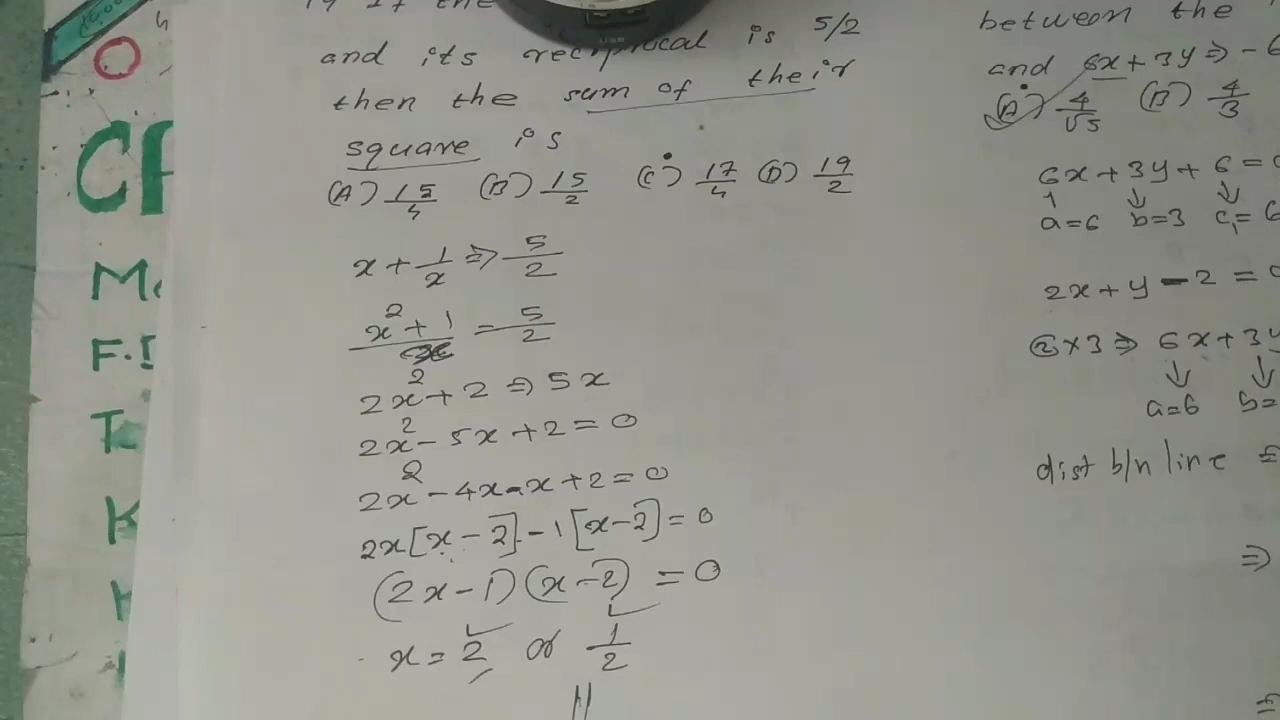 and its reciprocal is 5/2
then the sum of their
square is
(A) 15/4 (B) 15/2 (C) 17/4 (D) 19/2
x + 1/x ⇒ 5/2
x² + 1 / x = 5/2
2x² + 2 ⇒ 5x
2x² - 5x + 2 = 0
2x² - 4x - x + 2 = 0
2x[x - 2] - 1[x - 2] = 0
(2x - 1)(x - 2) = 0
x = 2 or 1/2
between the
and 6x + 3y ⇒ - 6
(A) 4/√5 (B) 4/3
6x + 3y + 6 =
a=6 b=3 c₁= 6
2x + y - 2 =
② × 3 ⇒ 6x + 3y
a=6 b=
dist b/n line =
⇒